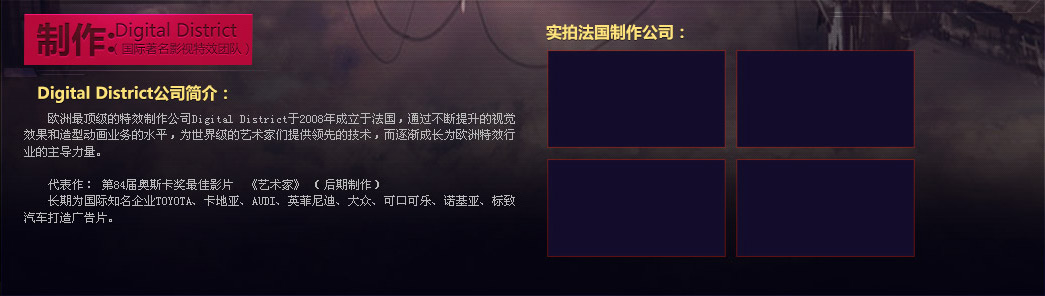 制作:
Digital District
（国际著名影视特效团队）
Digital District公司简介：
欧洲最顶级的特效制作公司Digital District于2008年成立于法国，通过不断提升的视觉
效果和造型动画业务的水平，为世界级的艺术家们提供领先的技术，而逐渐成长为欧洲特效行
业的主导力量。
代表作： 第84届奥斯卡奖最佳影片 《艺术家》（后期制作）
长期为国际知名企业TOYOTA、卡地亚、AUDI、英菲尼迪、大众、可口可乐、诺基亚、标致
汽车打造广告片。
实拍法国制作公司：